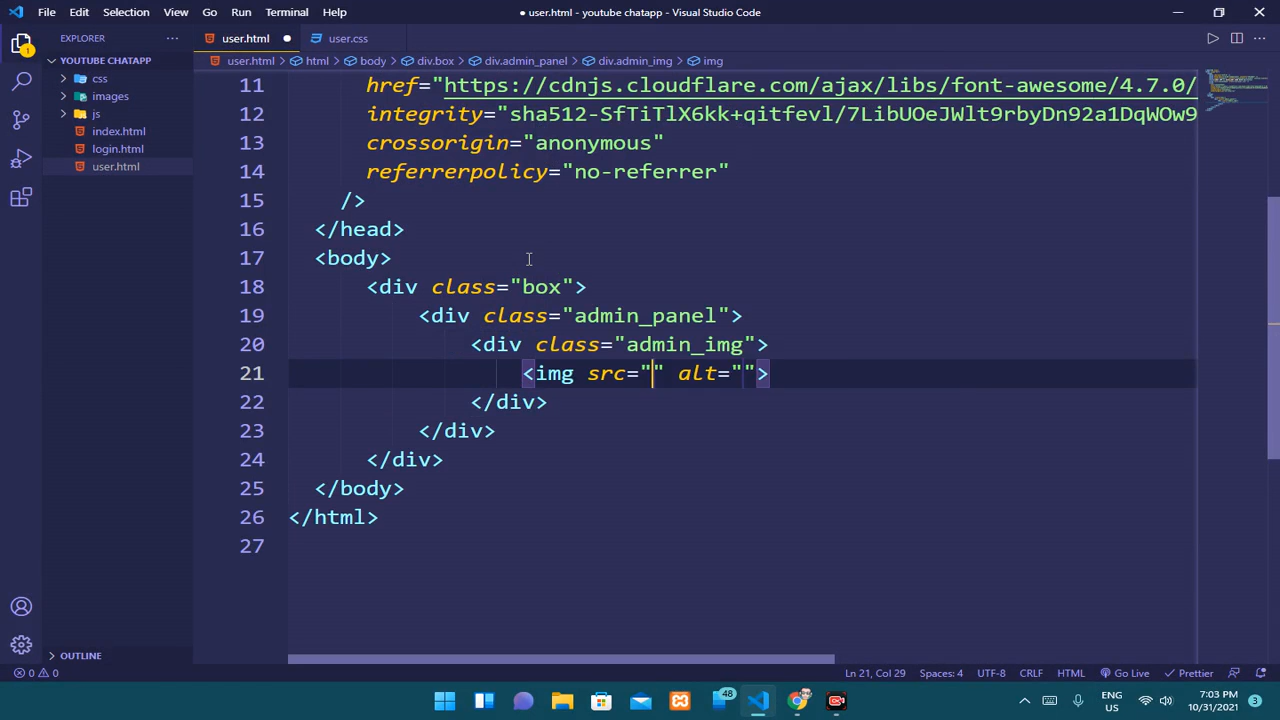 File Edit Selection View Go Run Terminal Help
● user.html - youtube chatapp - Visual Studio Code
EXPLORER
user.html
user.css
YOUTUBE CHATAPP
user.html > html > body > div.box > div.admin_panel > div.admin_img > img
css
images
js
index.html
login.html
user.html
1
11 href="https://cdnjs.cloudflare.com/ajax/libs/font-awesome/4.7.0/
12 integrity="sha512-SfTiTlX6kk+qitfevl/7LibUOeJWlt9rbyDn92a1DqWOw9
13 crossorigin="anonymous"
14 referrerpolicy="no-referrer"
15 />
16 </head>
17 <body>
18 <div class="box">
19 <div class="admin_panel">
20 <div class="admin_img">
21 <img src="" alt="">
22 </div>
23 </div>
24 </div>
25 </body>
26 </html>
27
OUTLINE
0 0 Ln 21, Col 29 Spaces: 4 UTF-8 CRLF HTML Go Live Prettier
48
ENG
US
7:03 PM
10/31/2021
3